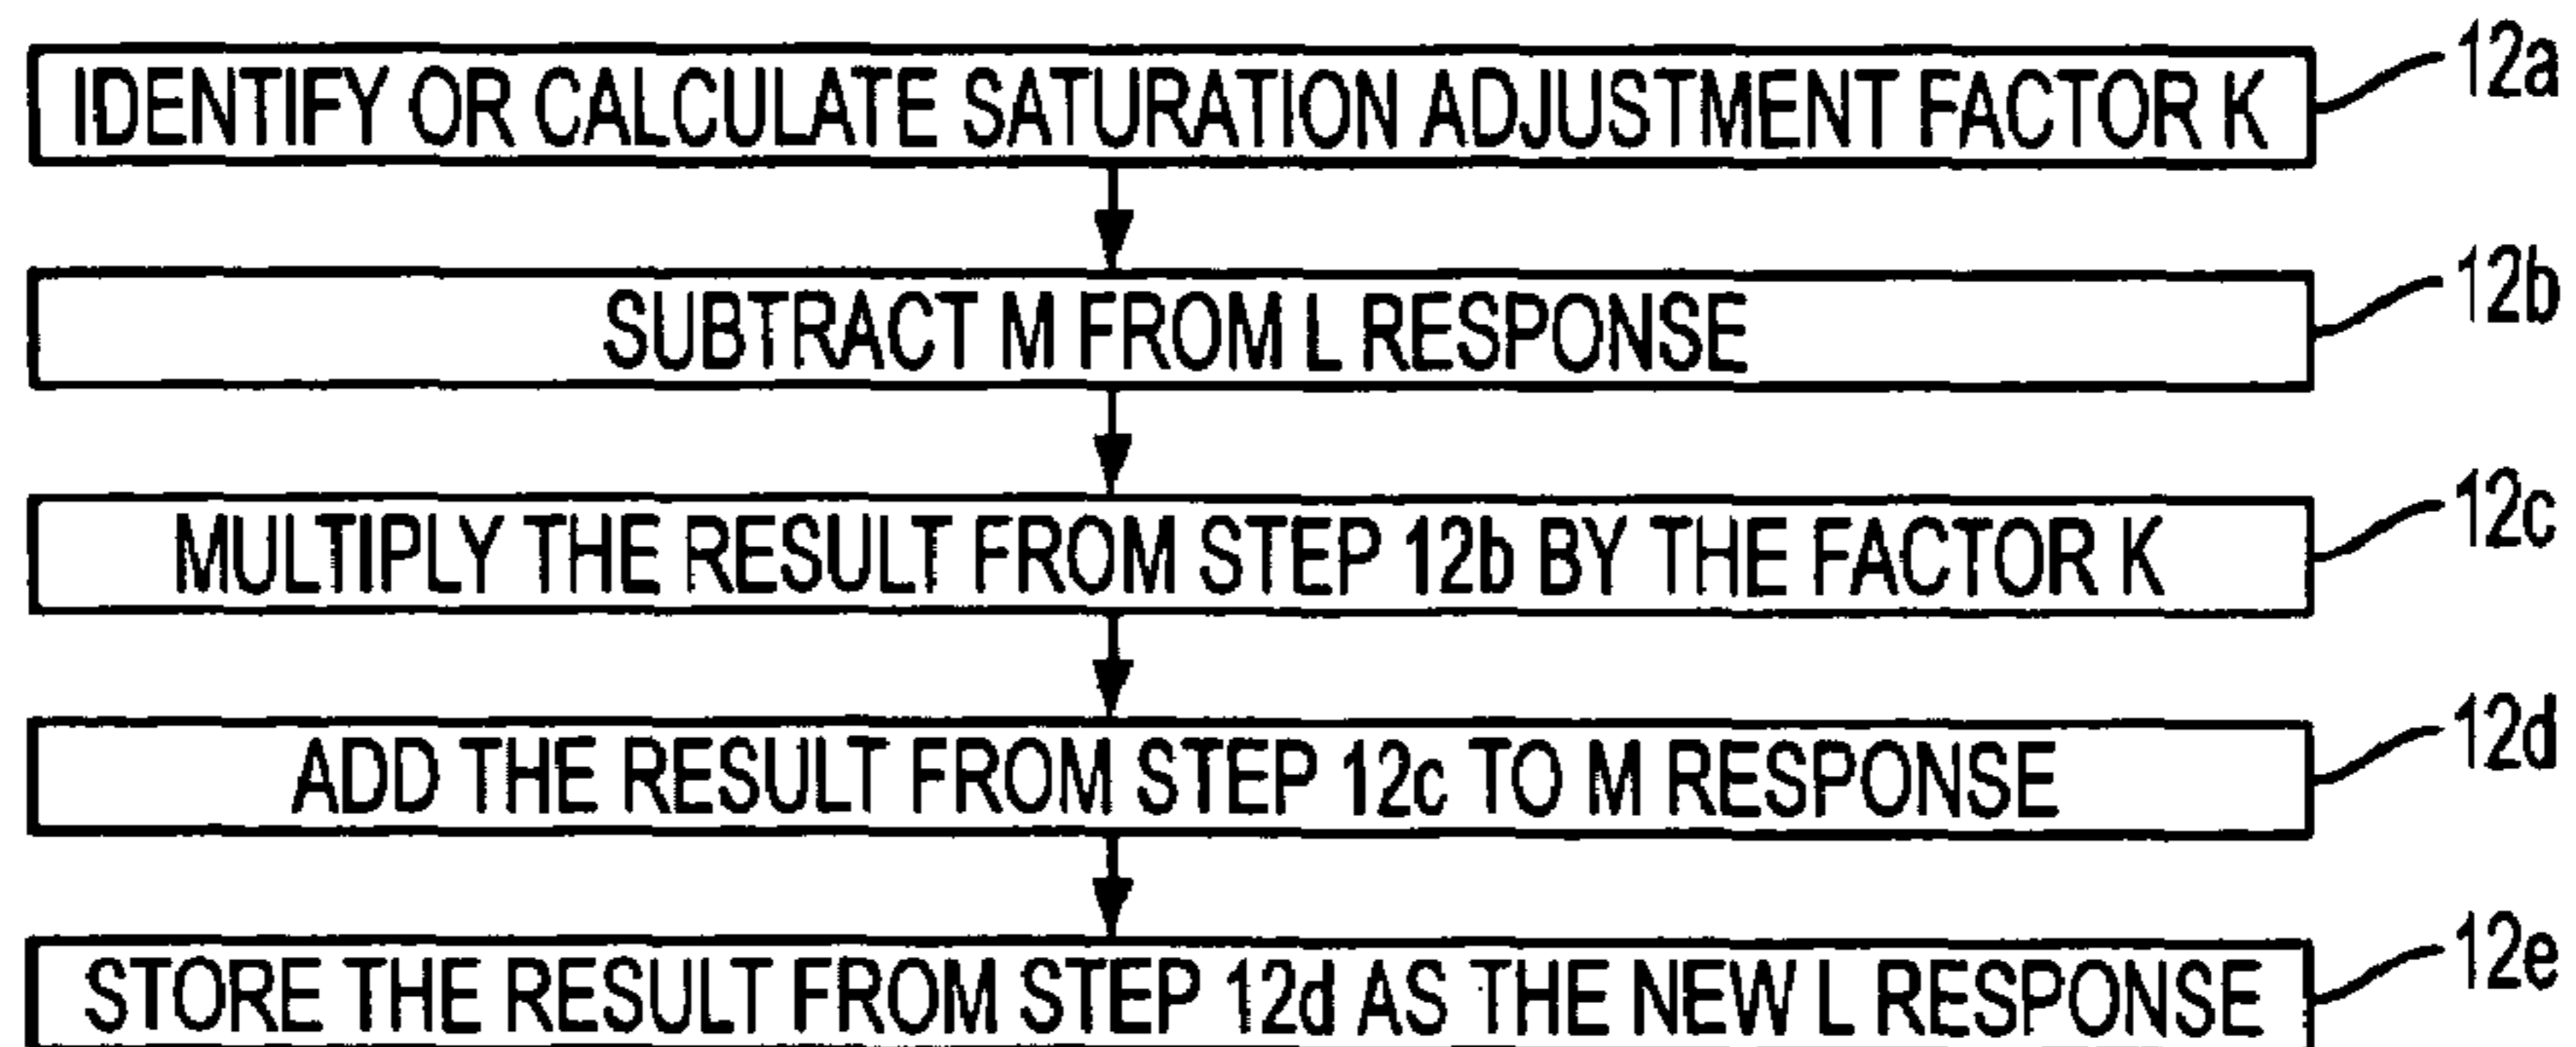 IDENTIFY OR CALCULATE SATURATION ADJUSTMENT FACTOR K 12a
SUBTRACT M FROM L RESPONSE 12b
MULTIPLY THE RESULT FROM STEP 12b BY THE FACTOR K 12c
ADD THE RESULT FROM STEP 12c TO M RESPONSE 12d
STORE THE RESULT FROM STEP 12d AS THE NEW L RESPONSE 12e